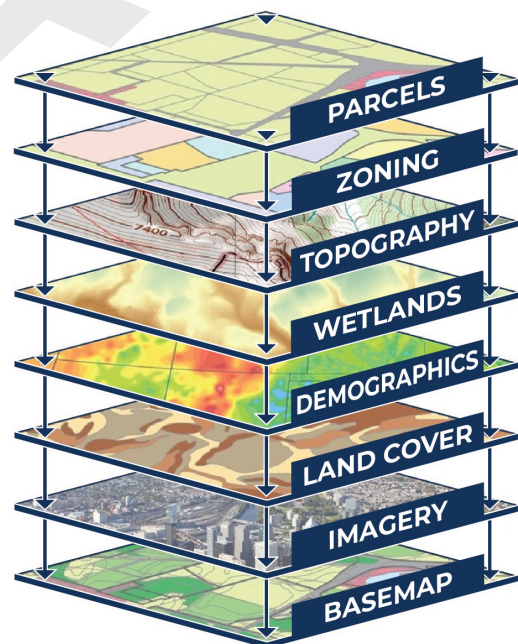 PARCELS
ZONING
7400
TOPOGRAPHY
WETLANDS
DEMOGRAPHICS
LAND COVER
IMAGERY
BASEMAP